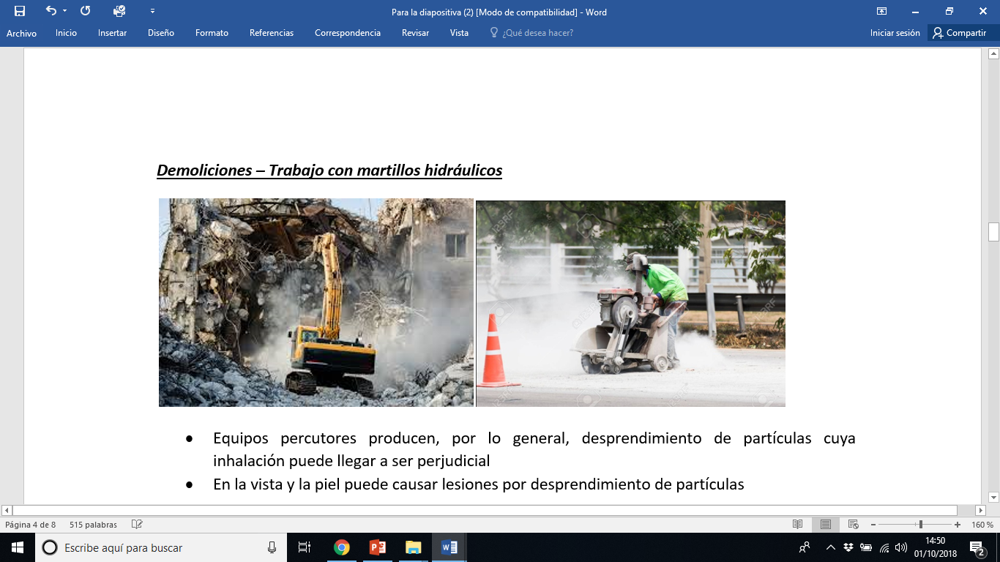 Para la diapositiva (2) [Modo de compatibilidad] - Word
Archivo Inicio Insertar Diseño Formato Referencias Correspondencia Revisar Vista ¿Qué desea hacer? Iniciar sesión Compartir
Demoliciones – Trabajo con martillos hidráulicos
• Equipos percutores producen, por lo general, desprendimiento de partículas cuya
inhalación puede llegar a ser perjudicial
• En la vista y la piel puede causar lesiones por desprendimiento de partículas
Página 4 de 8 515 palabras 160 %
Escribe aquí para buscar
14:50
01/10/2018
2